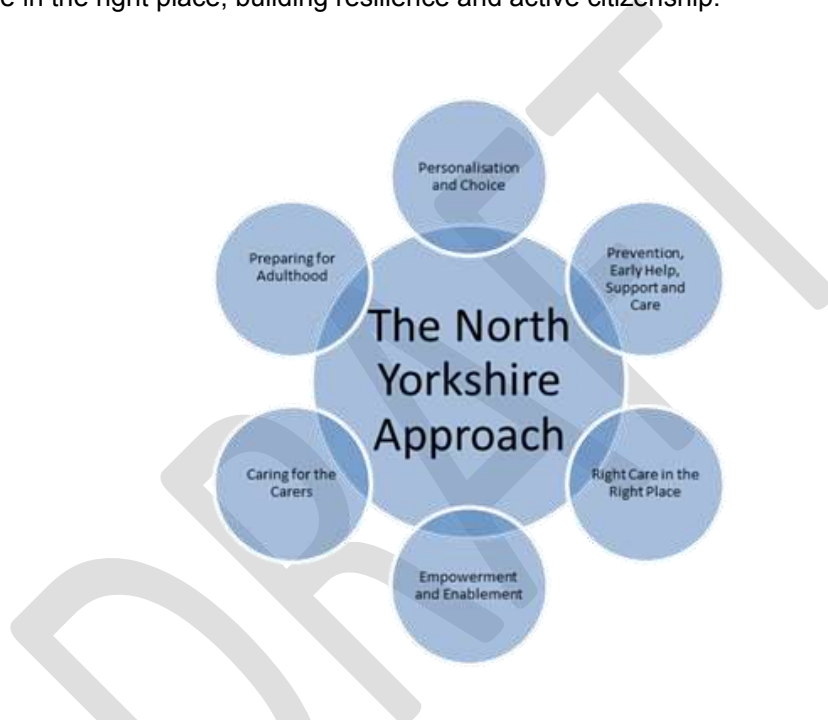 e in the right place, building resilience and active citizenship.
Personalisation
and Choice
Preparing for
Adulthood
Prevention,
Early Help,
Support and
Care
The North
Yorkshire
Approach
Caring for the
Carers
Right Care in the
Right Place
Empowerment
and Enablement
DRAFT